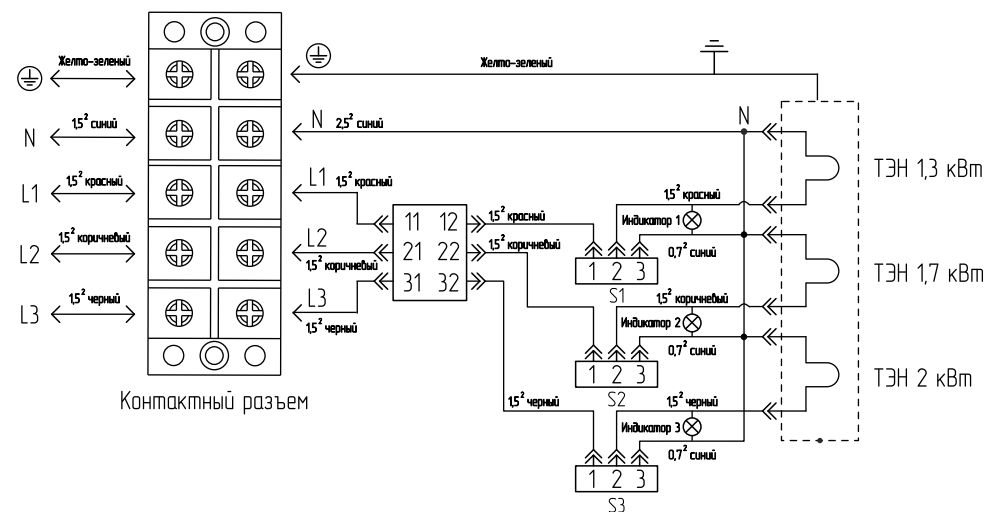 Желто-зеленый
Желто-зеленый
N
1,5² синий
N
2,5² синий
N
ТЭН 1,3 кВт
L1
1,5² красный
L1
1,5² красный
1,5² красный
11 12
1,5² красный
Индикатор 1
0,7² синий
L2
1,5² коричневый
L2
1,5² коричневый
21 22
1,5² коричневый
31 32
1 2 3
S1
ТЭН 1,7 кВт
L3
1,5² черный
L3
1,5² черный
1,5² коричневый
Индикатор 2
0,7² синий
1 2 3
S2
ТЭН 2 кВт
Контактный разъем
1,5² черный
1,5² черный
Индикатор 3
0,7² синий
1 2 3
S3